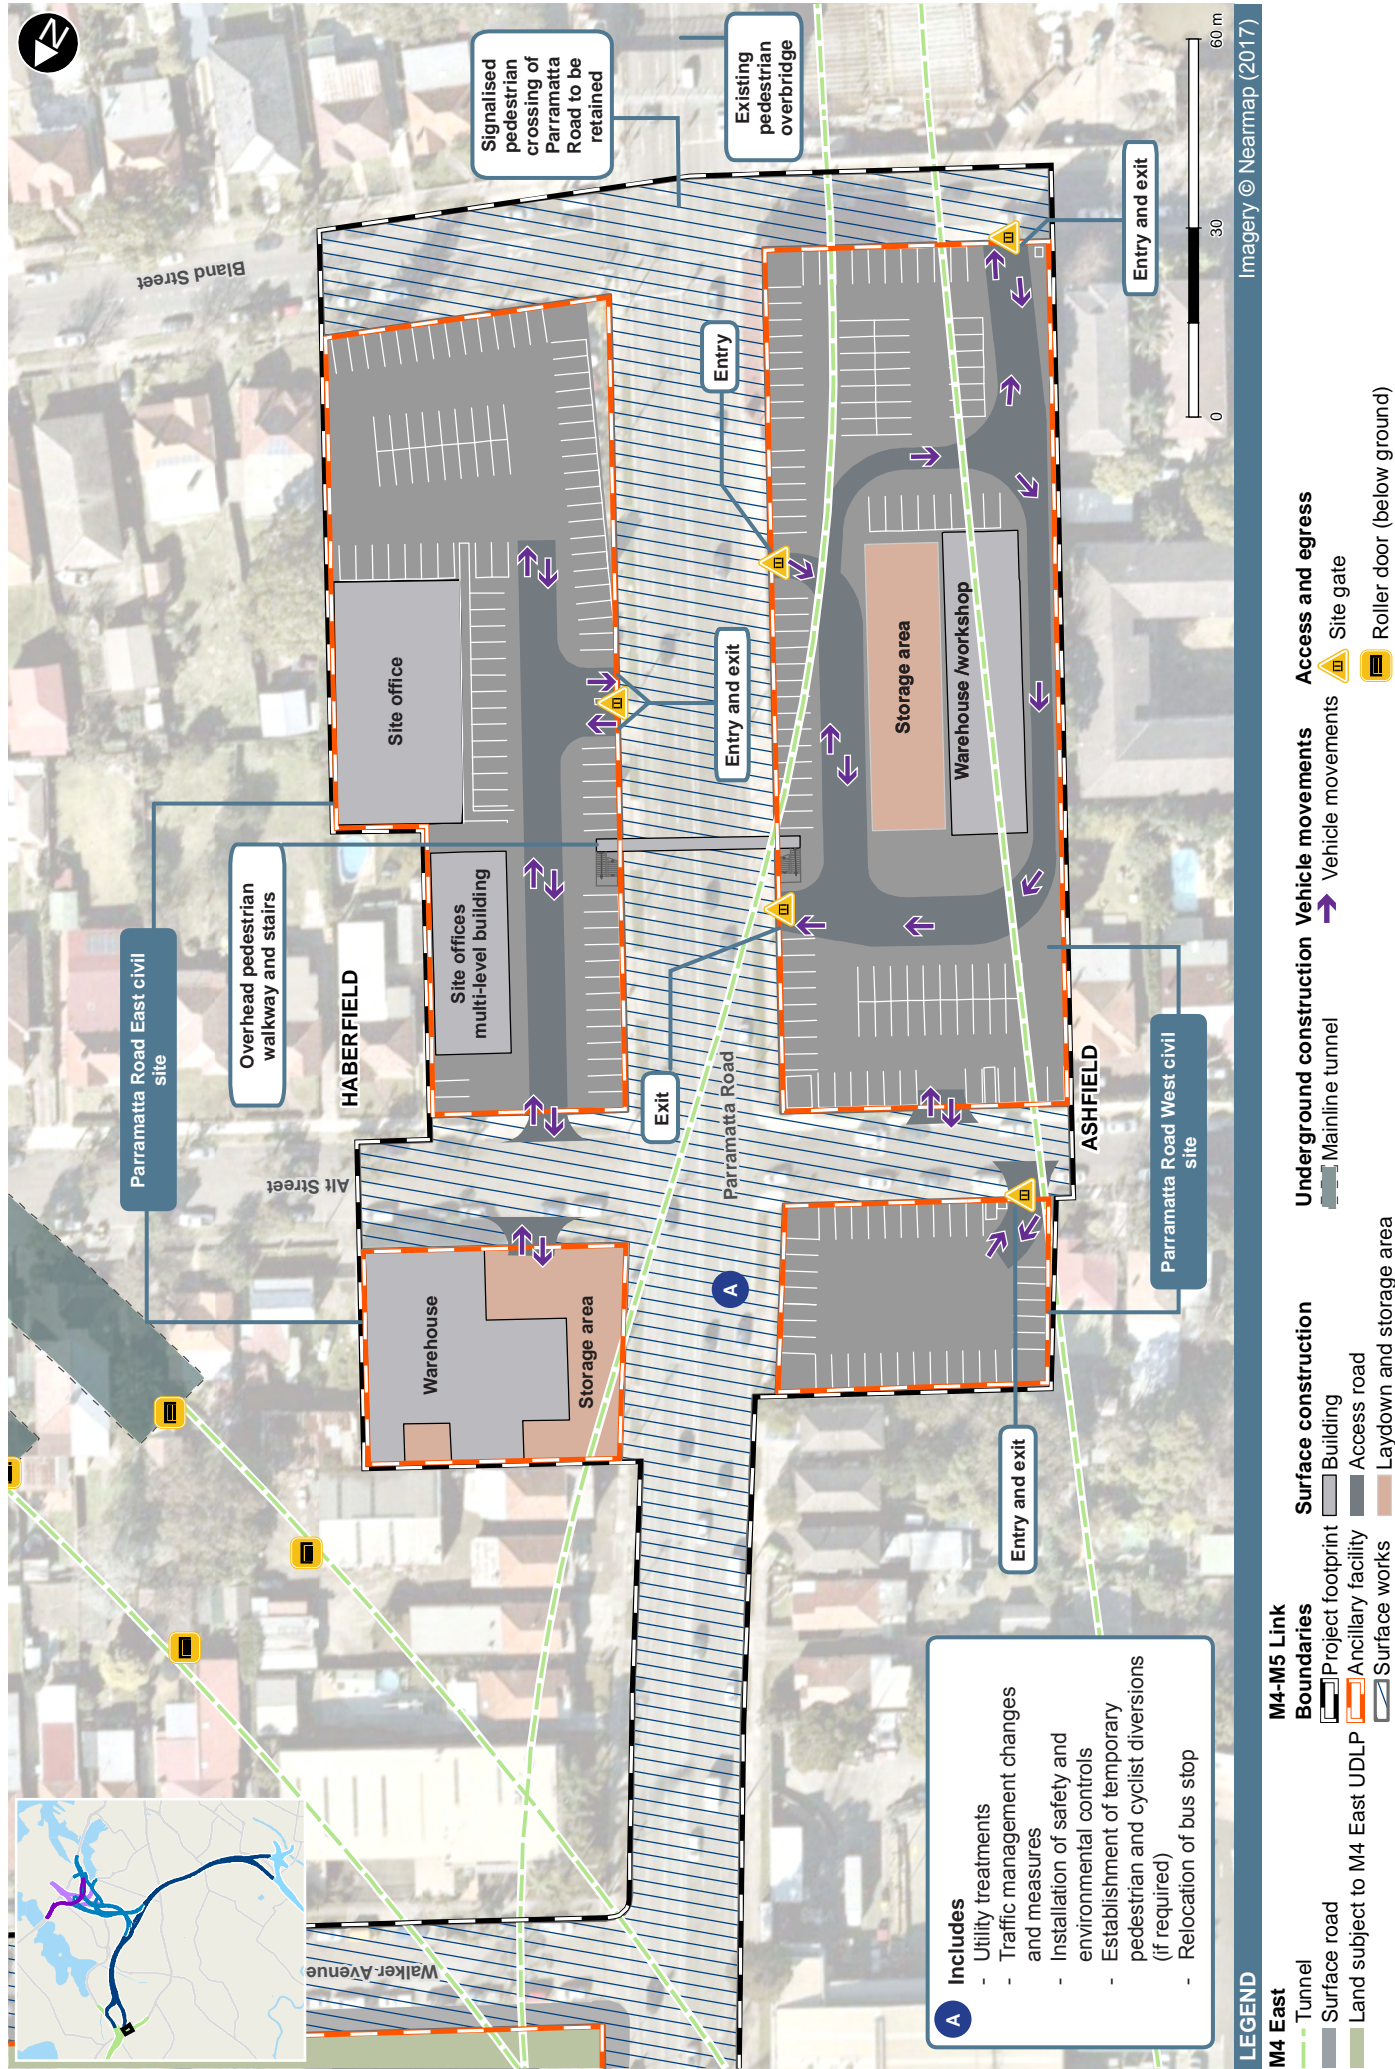 N
Bland Street
Signalised
pedestrian
crossing of
Parramatta
Road to be
retained
Existing
pedestrian
overbridge
Entry and exit
Entry
Entry and exit
Site office
Storage area
Warehouse /workshop
Parramatta Road East civil
site
Overhead pedestrian
walkway and stairs
HABERFIELD
Site offices
multi-level building
Exit
Parramatta Road
ASHFIELD
Parramatta Road West civil
site
Alt Street
Warehouse
Storage area
A
Entry and exit
Walker Avenue
A
Includes
- Utility treatments
- Traffic management changes
and measures
- Installation of safety and
environmental controls
- Establishment of temporary
pedestrian and cyclist diversions
(if required)
- Relocation of bus stop
0 30 60 m
LEGEND
Imagery © Nearmap (2017)
M4 East
Tunnel
Surface road
Land subject to M4 East UDLP
M4-M5 Link
Boundaries
Project footprint
Ancillary facility
Surface works
Surface construction
Building
Access road
Laydown and storage area
Underground construction
Mainline tunnel
Vehicle movements
Vehicle movements
Access and egress
Site gate
Roller door (below ground)